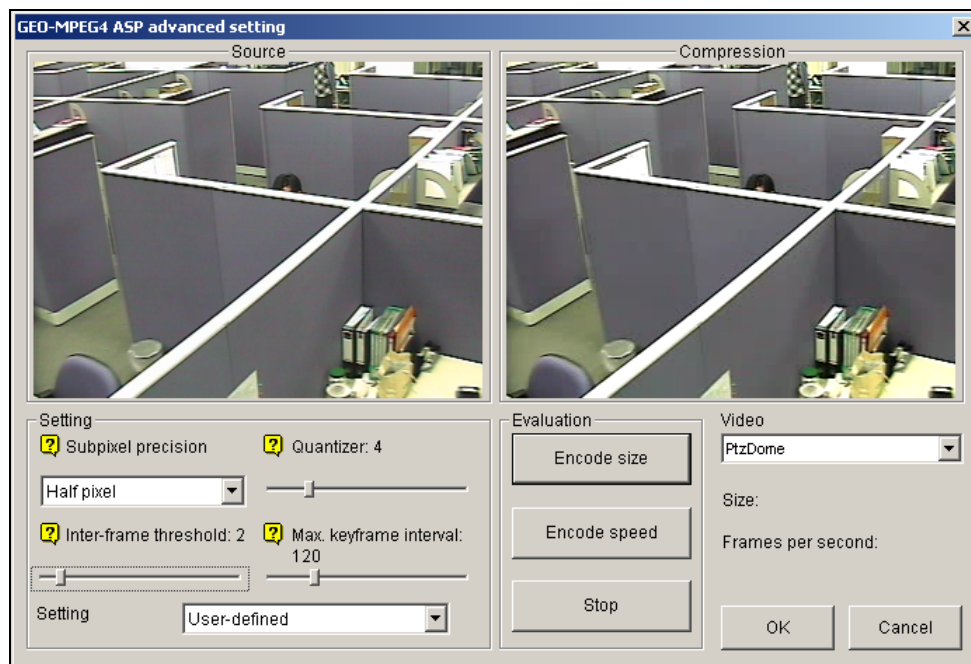 GEO-MPEG4 ASP advanced setting
Source
Compression
Setting
? Subpixel precision
? Quantizer: 4
Half pixel
? Inter-frame threshold: 2
? Max. keyframe interval:
120
Setting
User-defined
Evaluation
Encode size
Encode speed
Stop
Video
PtzDome
Size:
Frames per second:
OK
Cancel